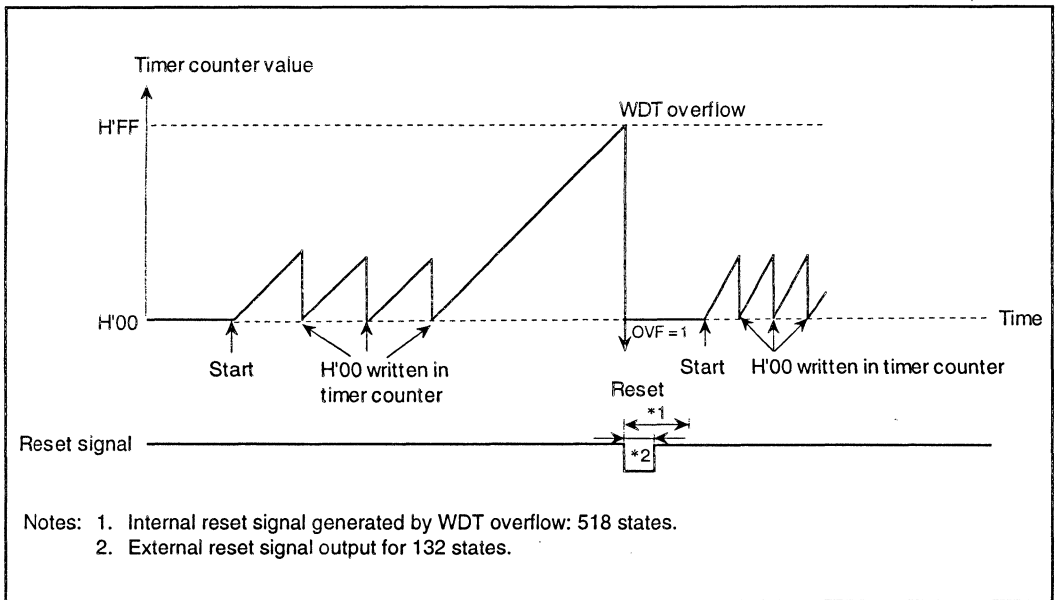 Timer counter value
WDT overflow
H'FF
H'00
Time
OVF = 1
Start
H'00 written in
timer counter
Start
H'00 written in timer counter
Reset
*1
Reset signal
*2
Notes: 1. Internal reset signal generated by WDT overflow: 518 states.
2. External reset signal output for 132 states.